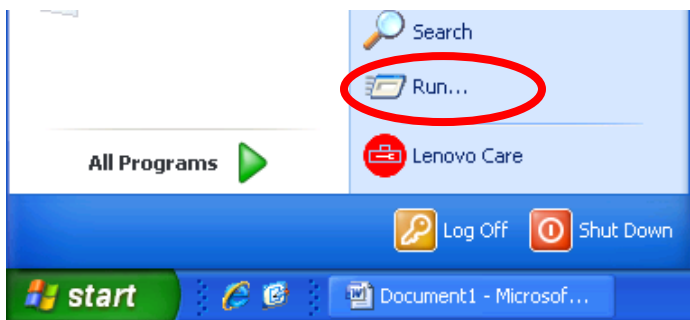 Search
Run...
All Programs
Lenovo Care
Log Off
Shut Down
start
Document1 - Microsof...